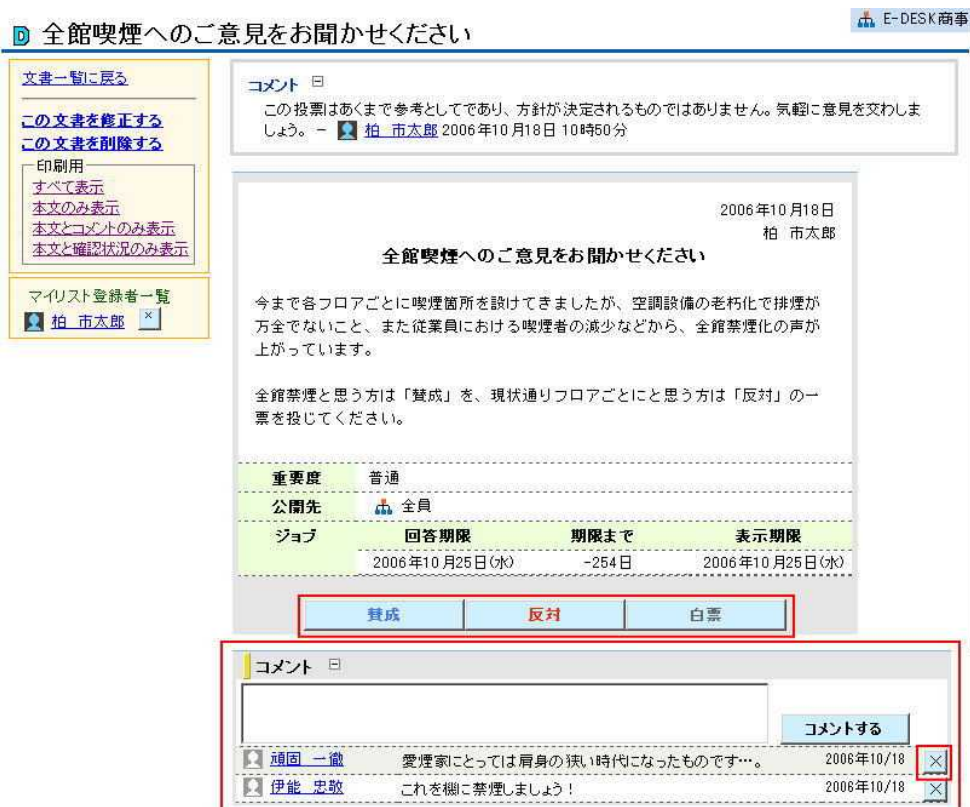 E-DESK商事
全館喫煙へのご意見をお聞かせください
文書一覧に戻る
この文書を修正する
この文書を削除する
印刷用
すべて表示
本文のみ表示
本文とコメントのみ表示
本文と確認状況のみ表示
マイリスト登録者一覧
柏 市太郎 ×
コメント
この投票はあくまで参考としてであり、方針が決定されるものではありません。気軽に意見を交わしま
しょう。 - 柏 市太郎 2006年10月18日 10時50分
2006年10月18日
柏 市太郎
全館喫煙へのご意見をお聞かせください
今まで各フロアごとに喫煙箇所を設けてきましたが、空調設備の老朽化で排煙が
万全でないこと、また従業員における喫煙者の減少などから、全館禁煙化の声が
上がっています。
全館禁煙と思う方は「賛成」を、現状通りフロアごとにと思う方は「反対」の一
票を投じてください。
重要度 普通
公開先 全員
ジョブ 回答期限 期限まで 表示期限
2006年10月25日(水) -254日 2006年10月25日(水)
賛成 反対 白票
コメント
コメントする
頑固 一徹 愛煙家にとっては肩身の狭い時代になったものです…。 2006年10/18 ×
伊能 忠敬 これを機に禁煙しましょう! 2006年10/18 ×